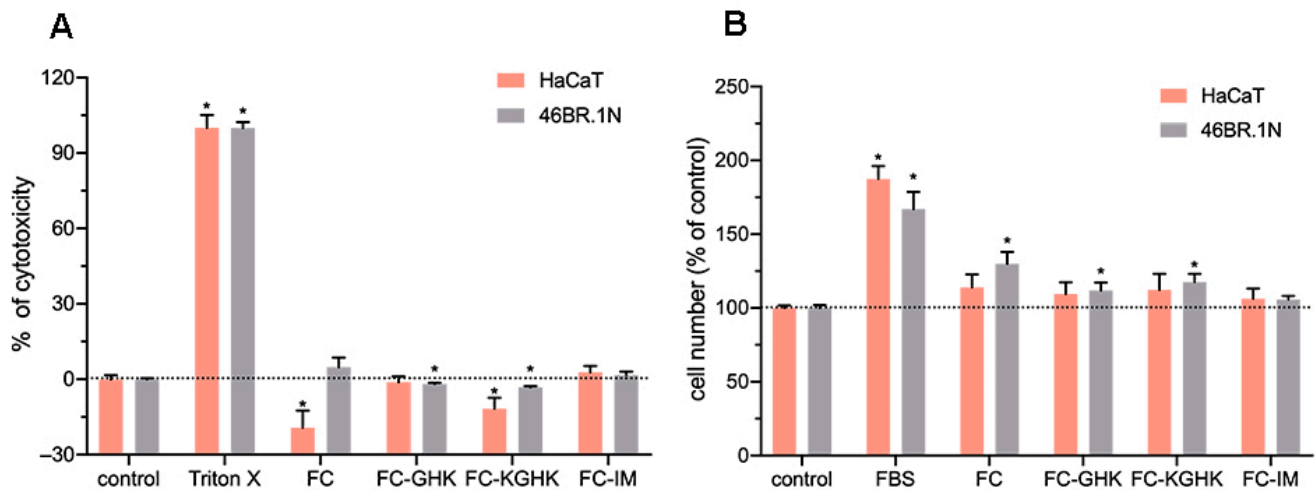 A
% of cytotoxicity
120
90
60
30
0
–30
HaCaT
46BR.1N
* *
*
*
* *
control Triton X FC FC-GHK FC-KGHK FC-IM
B
cell number (% of control)
250
200
150
100
50
0
HaCaT
46BR.1N
* *
*
*
*
control FBS FC FC-GHK FC-KGHK FC-IM